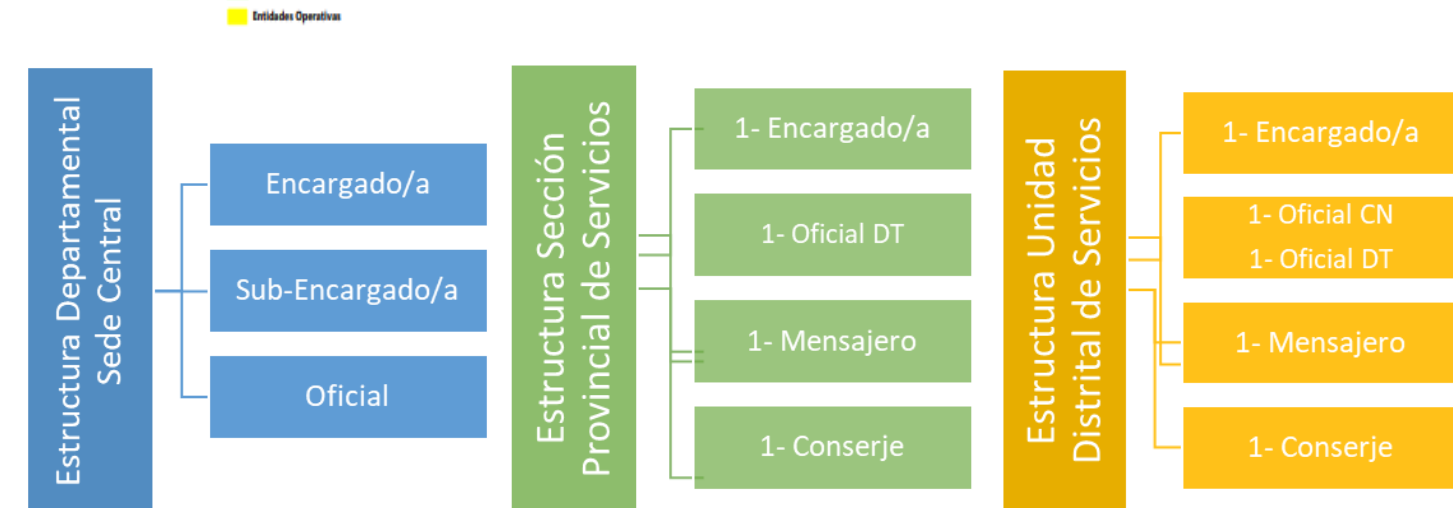 Entidades Operativas
Estructura Departamental
Sede Central
Encargado/a
Sub-Encargado/a
Oficial
Estructura Sección
Provincial de Servicios
1- Encargado/a
1- Oficial DT
1- Mensajero
1- Conserje
Estructura Unidad
Distrital de Servicios
1- Encargado/a
1- Oficial CN
1- Oficial DT
1- Mensajero
1- Conserje